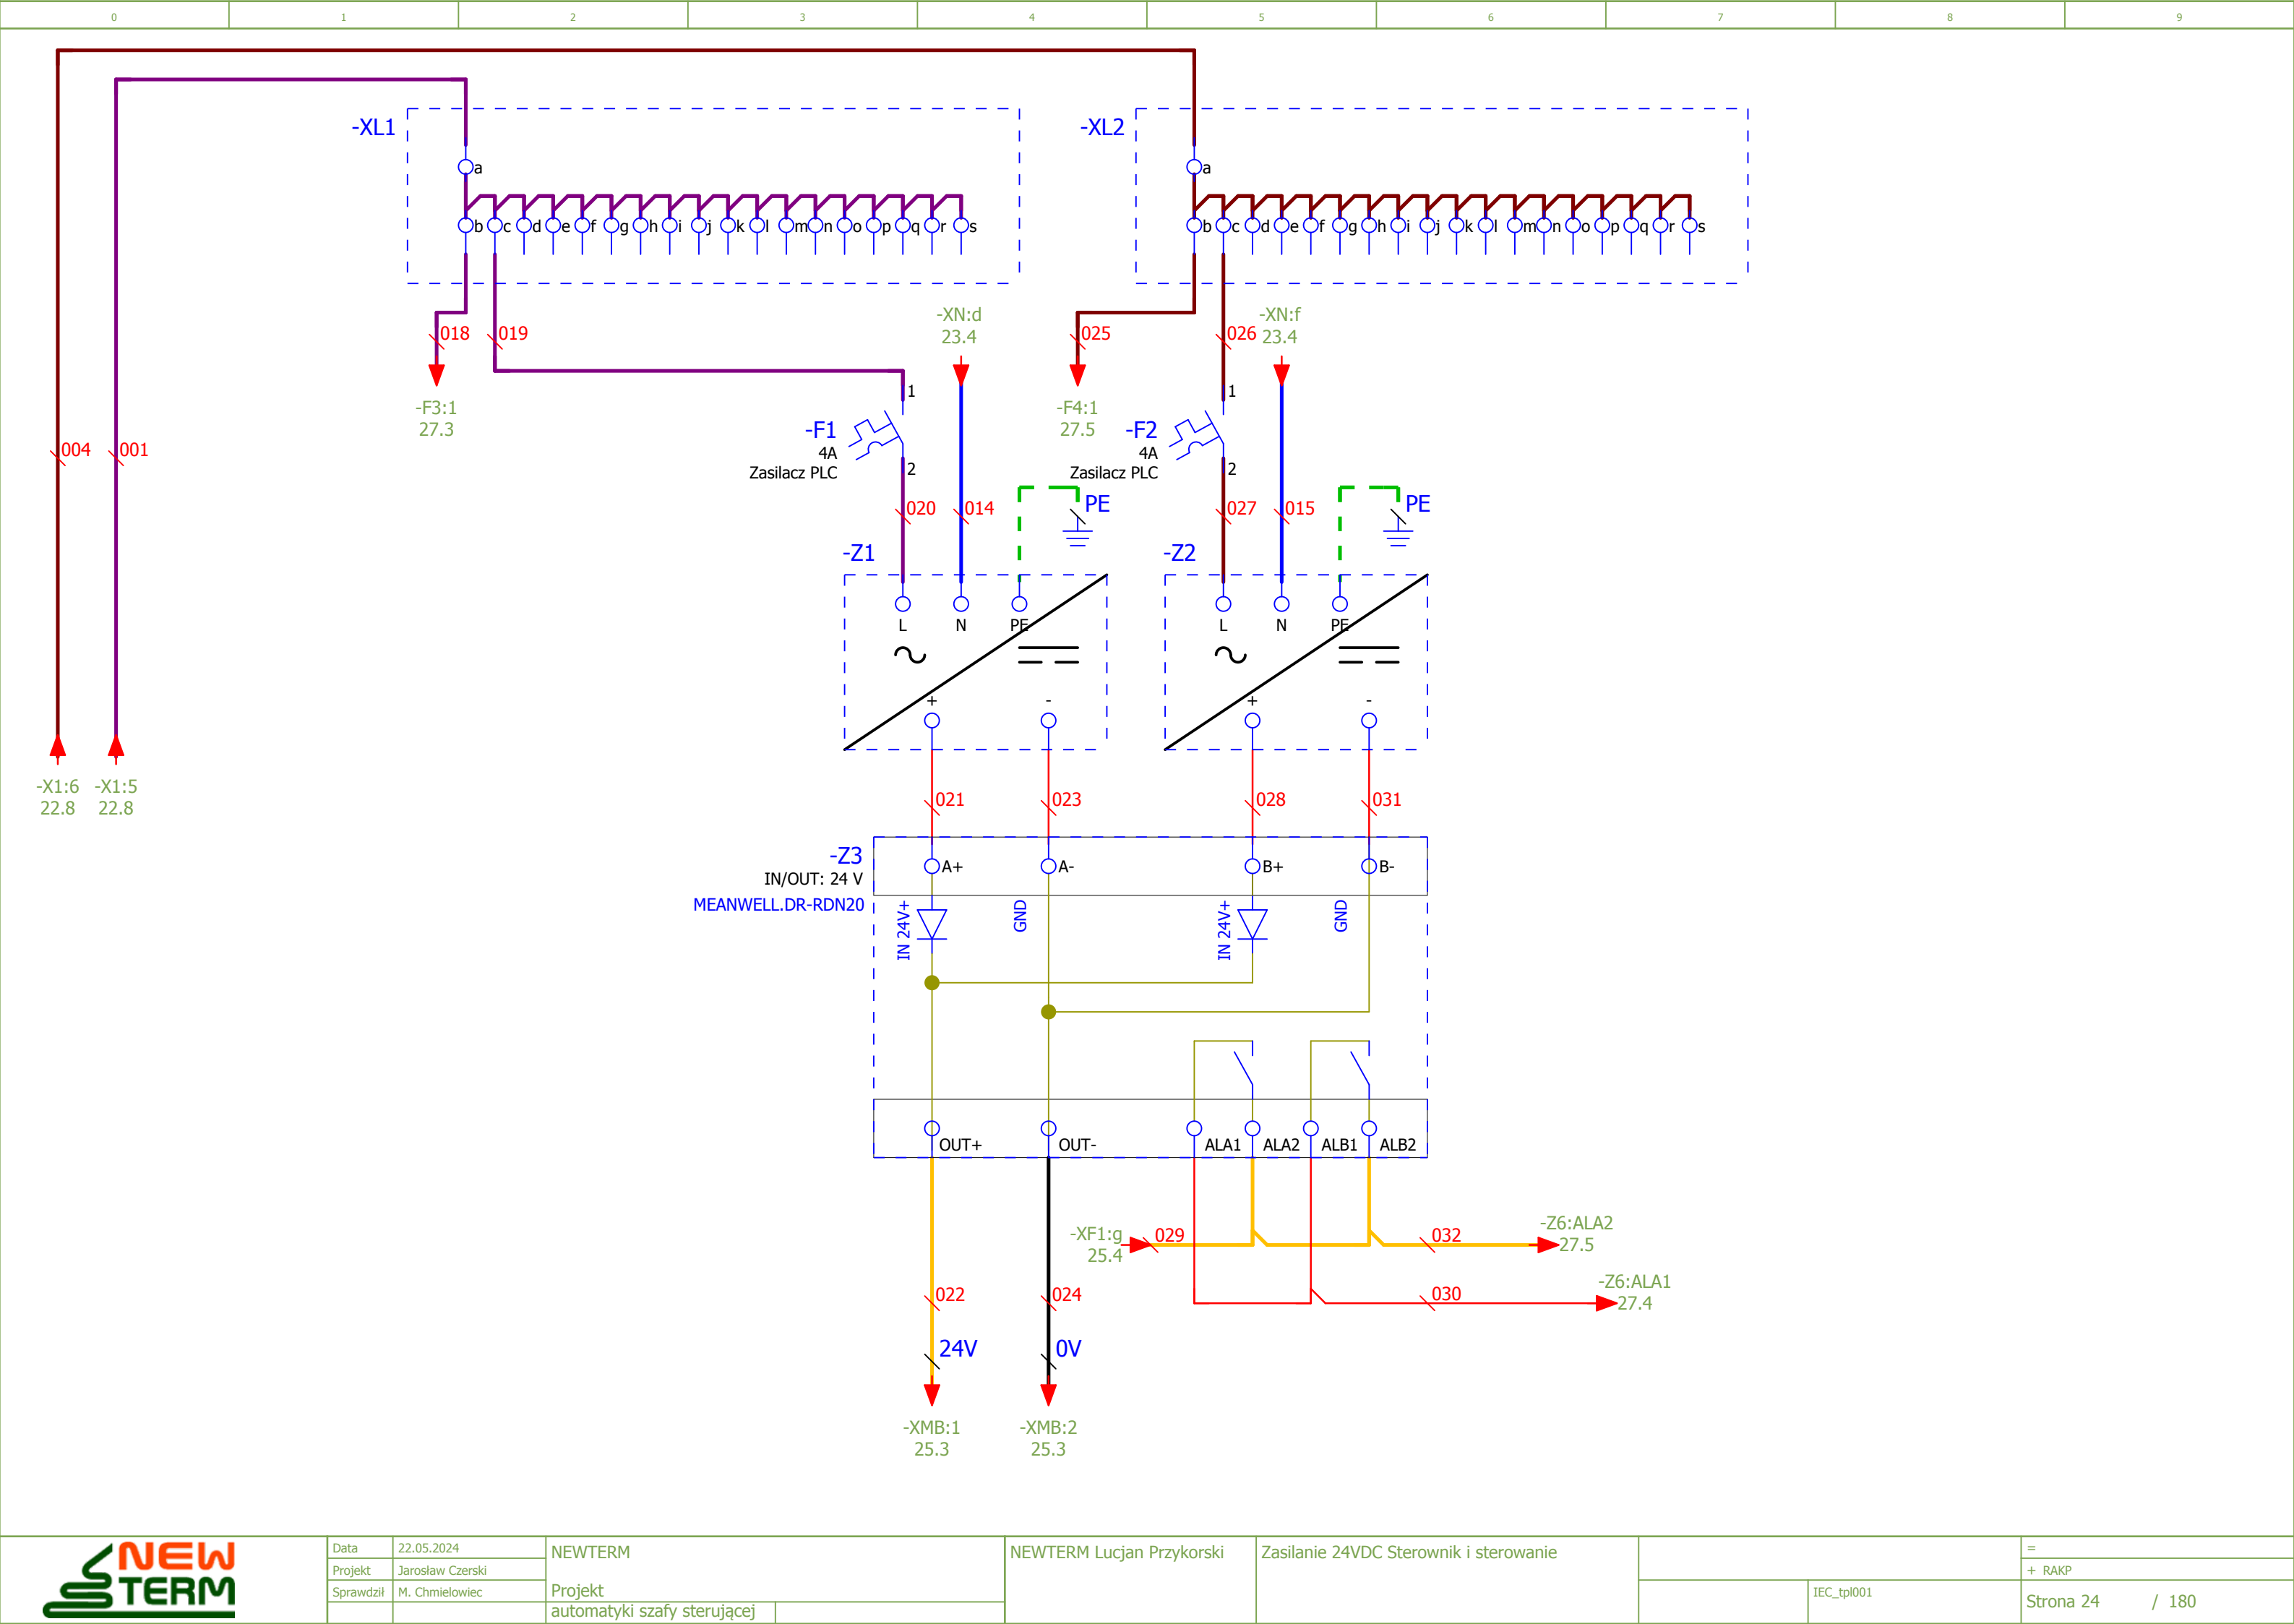 0 1 2 3 4 5 6 7 8 9
-XL1
a
b c d e f g h i j k l m n o p q r s
-XL2
a
b c d e f g h i j k l m n o p q r s
018
019
-XN:d
23.4
025
026
-XN:f
23.4
-F3:1
27.3
-F4:1
27.5
004
001
1
-F1
4A
Zasilacz PLC
2
1
-F2
4A
Zasilacz PLC
2
020
014
PE
027
015
PE
-Z1
L N PE
+ -
-Z2
L N PE
+ -
-X1:6
22.8
-X1:5
22.8
021
023
028
031
-Z3
IN/OUT: 24 V
MEANWELL.DR-RDN20
A+ A- B+ B-
IN 24V+
GND
IN 24V+
GND
OUT+ OUT- ALA1 ALA2 ALB1 ALB2
-XF1:g
25.4
029
032
-Z6:ALA2
27.5
030
-Z6:ALA1
27.4
022
024
24V
0V
-XMB:1
25.3
-XMB:2
25.3
NEW
TERM
Data 22.05.2024
Projekt Jarosław Czerski
Sprawdził M. Chmielowiec
NEWTERM
Projekt
automatyki szafy sterującej
NEWTERM Lucjan Przykorski
Zasilanie 24VDC Sterownik i sterowanie
IEC_tpl001
=
+ RAKP
Strona 24 / 180